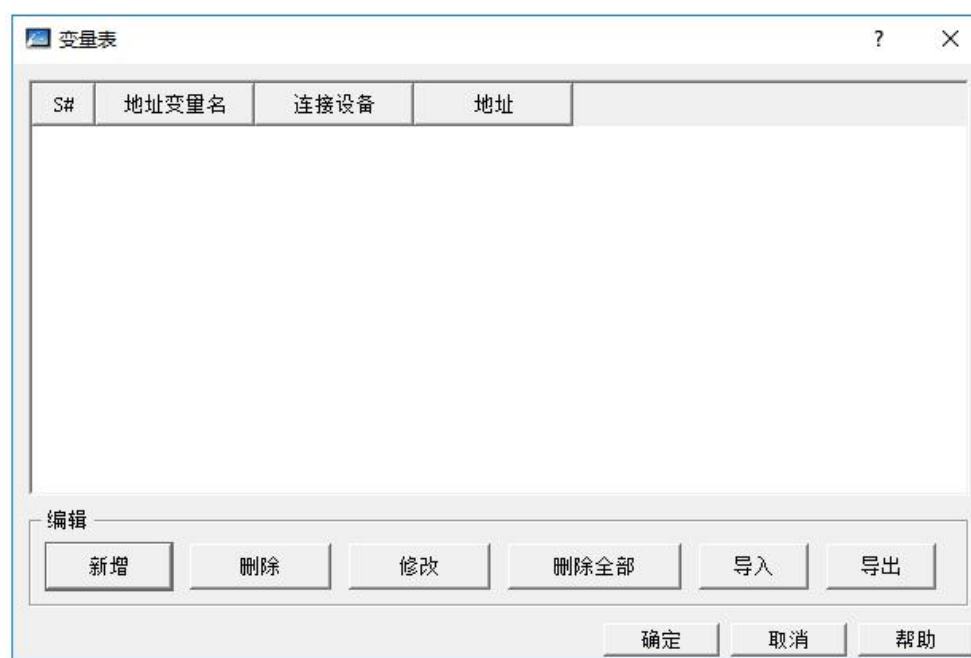 变量表 ?
S# 地址变量名 连接设备 地址
编辑
新增 删除 修改 删除全部 导入 导出
确定 取消 帮助